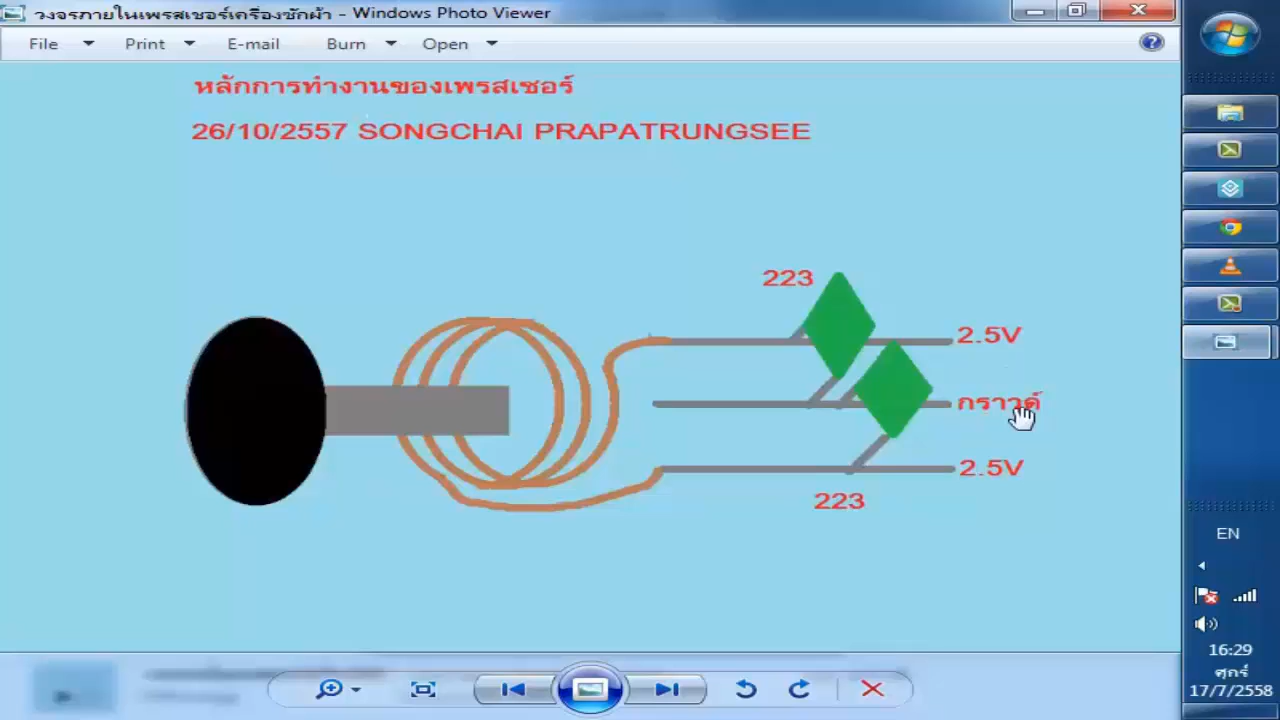 วงจรภายในเพรสเชอร์เครื่องซักผ้า - Windows Photo Viewer
File Print E-mail Burn Open
หลักการทำงานของเพรสเชอร์
26/10/2557 SONGCHAI PRAPATRUNGSEE
223
2.5V
กราวด์
2.5V
223
EN
16:29
ศุกร์
17/7/2558